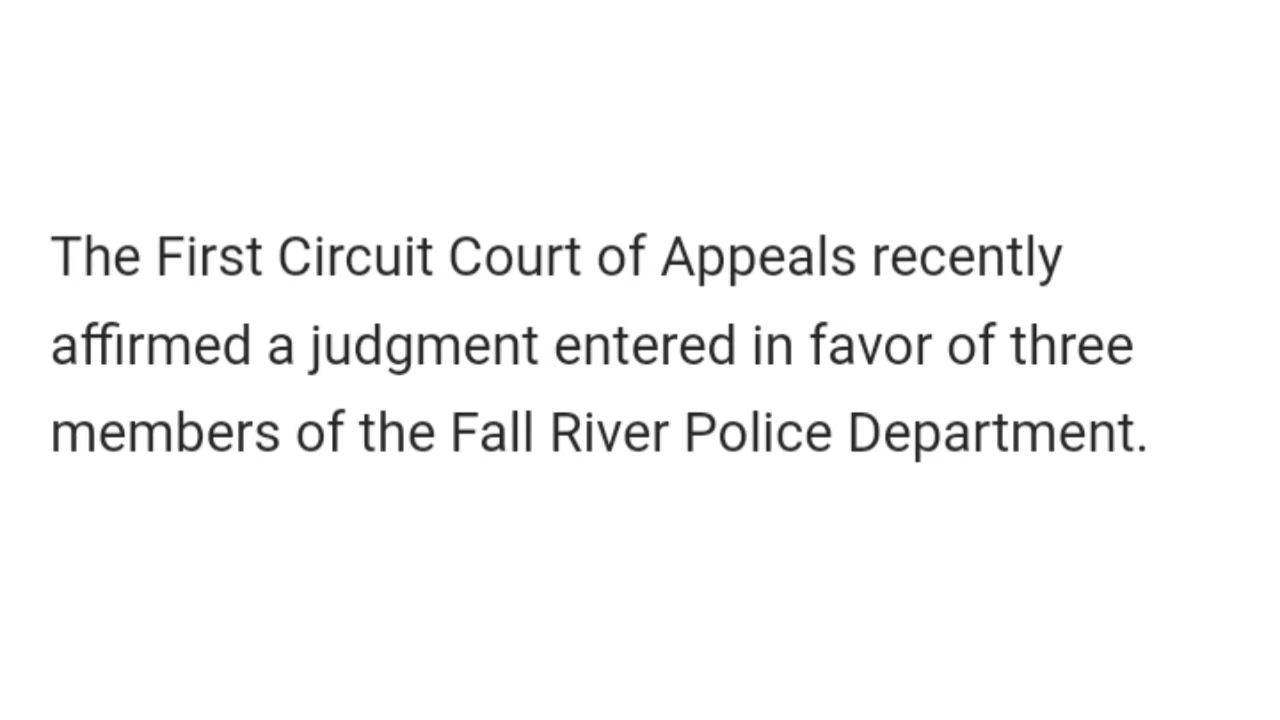 The First Circuit Court of Appeals recently
affirmed a judgment entered in favor of three
members of the Fall River Police Department.